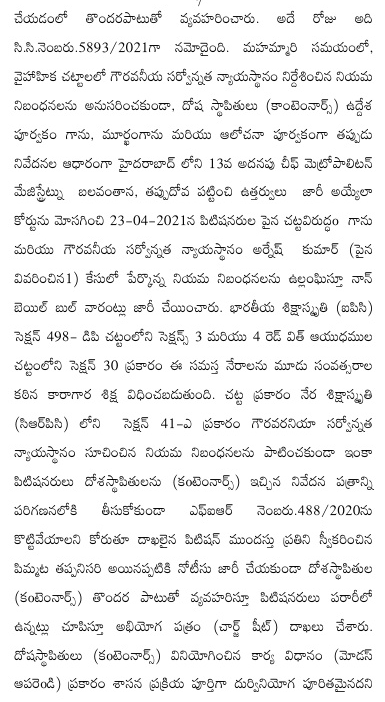 7
చేయడంలో తొందరపాటుతో వ్యవహరించారు. అదే రోజు అది
సి.సి.నెంబరు.5893/2021గా నమోదైంది. మహమ్మారి సమయంలో,
వైవాహిక చట్టాలలో గౌరవనీయ సర్వోన్నత న్యాయస్థానం నిర్దేశించిన నియమ
నిబంధనలను అనుసరించకుండా, దోష స్థాపితులు (కాంటెన్నార్స్) ఉద్దేశ
పూర్వకం గాను, మూర్ఖంగాను మరియు ఆలోచనా పూర్వకంగా తప్పుడు
నివేదనల ఆధారంగా హైదరాబాద్ లోని 13వ అదనపు చీఫ్ మెట్రోపాలిటన్
మేజిస్ట్రేట్ను బలవంతాన, తప్పుదోవ పట్టించి ఉత్తర్వులు జారీ అయ్యేలా
కోర్టును మోసగించి 23-04-2021న పిటిషనరుల పైన చట్టవిరుద్ధo గాను
మరియు గౌరవనీయ సర్వోన్నత న్యాయస్థానం అర్నేష్ కుమార్ (పైన
వివరించిన1) కేసులో పేర్కొన్న నియమ నిబంధనలను ఉల్లంఘిస్తూ నాన్
బెయిల్ బుల్ వారంట్లు జారీ చేయించారు. భారతీయ శిక్షాస్మృతి (ఐపిసి)
సెక్షన్ 498- డిపి చట్టంలోని సెక్షన్స్ 3 మరియు 4 రెడ్ విత్ ఆయుధముల
చట్టంలోని సెక్షన్ 30 ప్రకారం ఈ సమస్త నేరాలను మూడు సంవత్సరాల
కఠిన కారాగార శిక్ష విధించబడుతుంది. చట్ట ప్రకారం నేర శిక్షాస్మృతి
(సిఆర్‌పిసి) లోని సెక్షన్ 41-ఎ ప్రకారం గౌరవరనియా సర్వోన్నత
న్యాయస్థానం సూచించిన నియమ నిబంధనలను పాటించకుండా ఇంకా
పిటిషనరులు దోశస్థాపితులను (కoటెంనార్స్) ఇచ్చిన నివేదన పత్రాన్ని
పరిగణనలోకి తీసుకోకుండా ఎఫ్ఐఆర్ నెంబరు.488/2020ను
కొట్టివేయాలని కోరుతూ దాఖలైన పిటిషన్ ముందస్తు ప్రతిని స్వీకరించిన
పిమ్మట తప్పనిసరి అయినప్పటికి నోటీసు జారీ చేయకుండా దోశస్థాపితుల
(కoటెంనార్స్) తొందర పాటుతో వ్యవహరిస్తూ పిటిషనరులు పరారీలో
ఉన్నట్లు చూపిస్తూ అభియోగ పత్రం (చార్జ్ షీట్) దాఖలు చేశారు.
దోషస్థాపితులు (కoటెంనార్స్) వినియోగించిన కార్య విధానం (మోడస్
ఆపరెండి) ప్రకారం శాసన ప్రక్రియ పూర్తిగా దుర్వినియోగ పూరితమైనదని